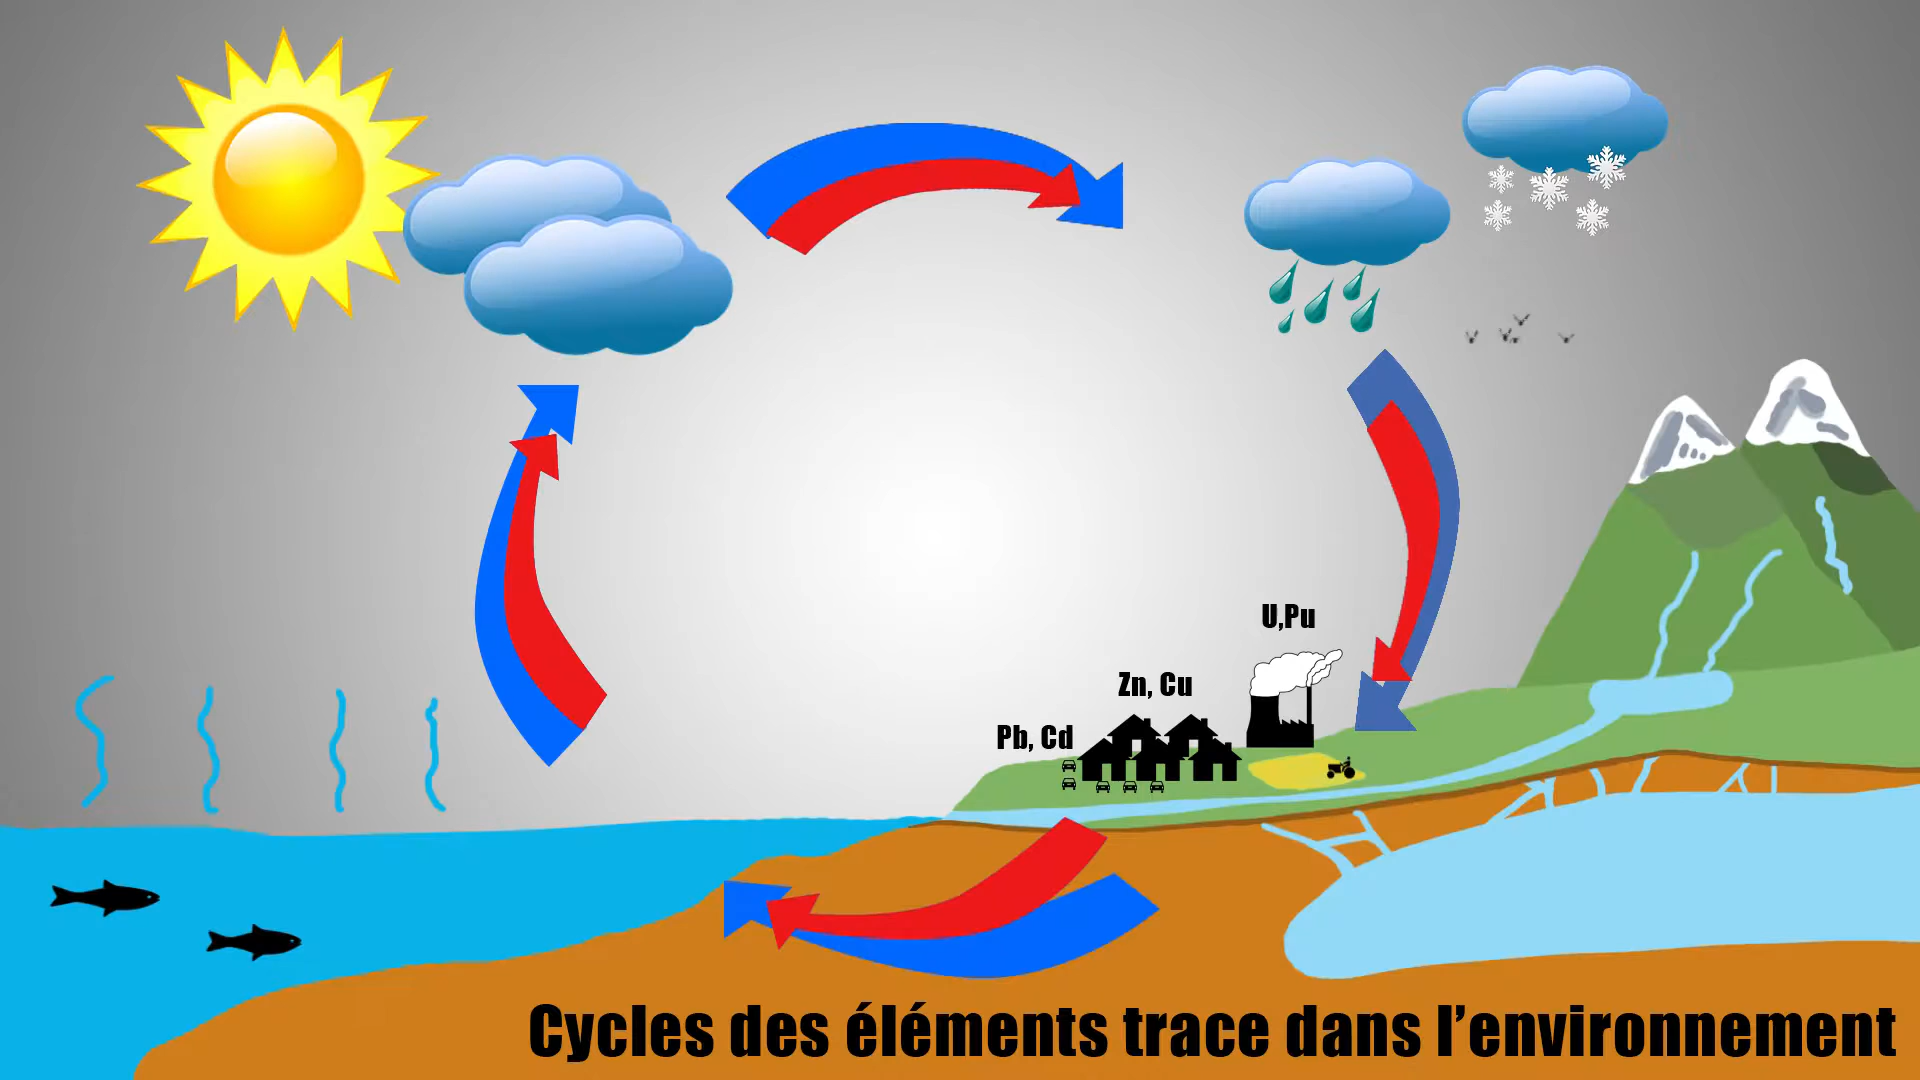 U,Pu
Zn, Cu
Pb, Cd
Cycles des éléments trace dans l'environnement